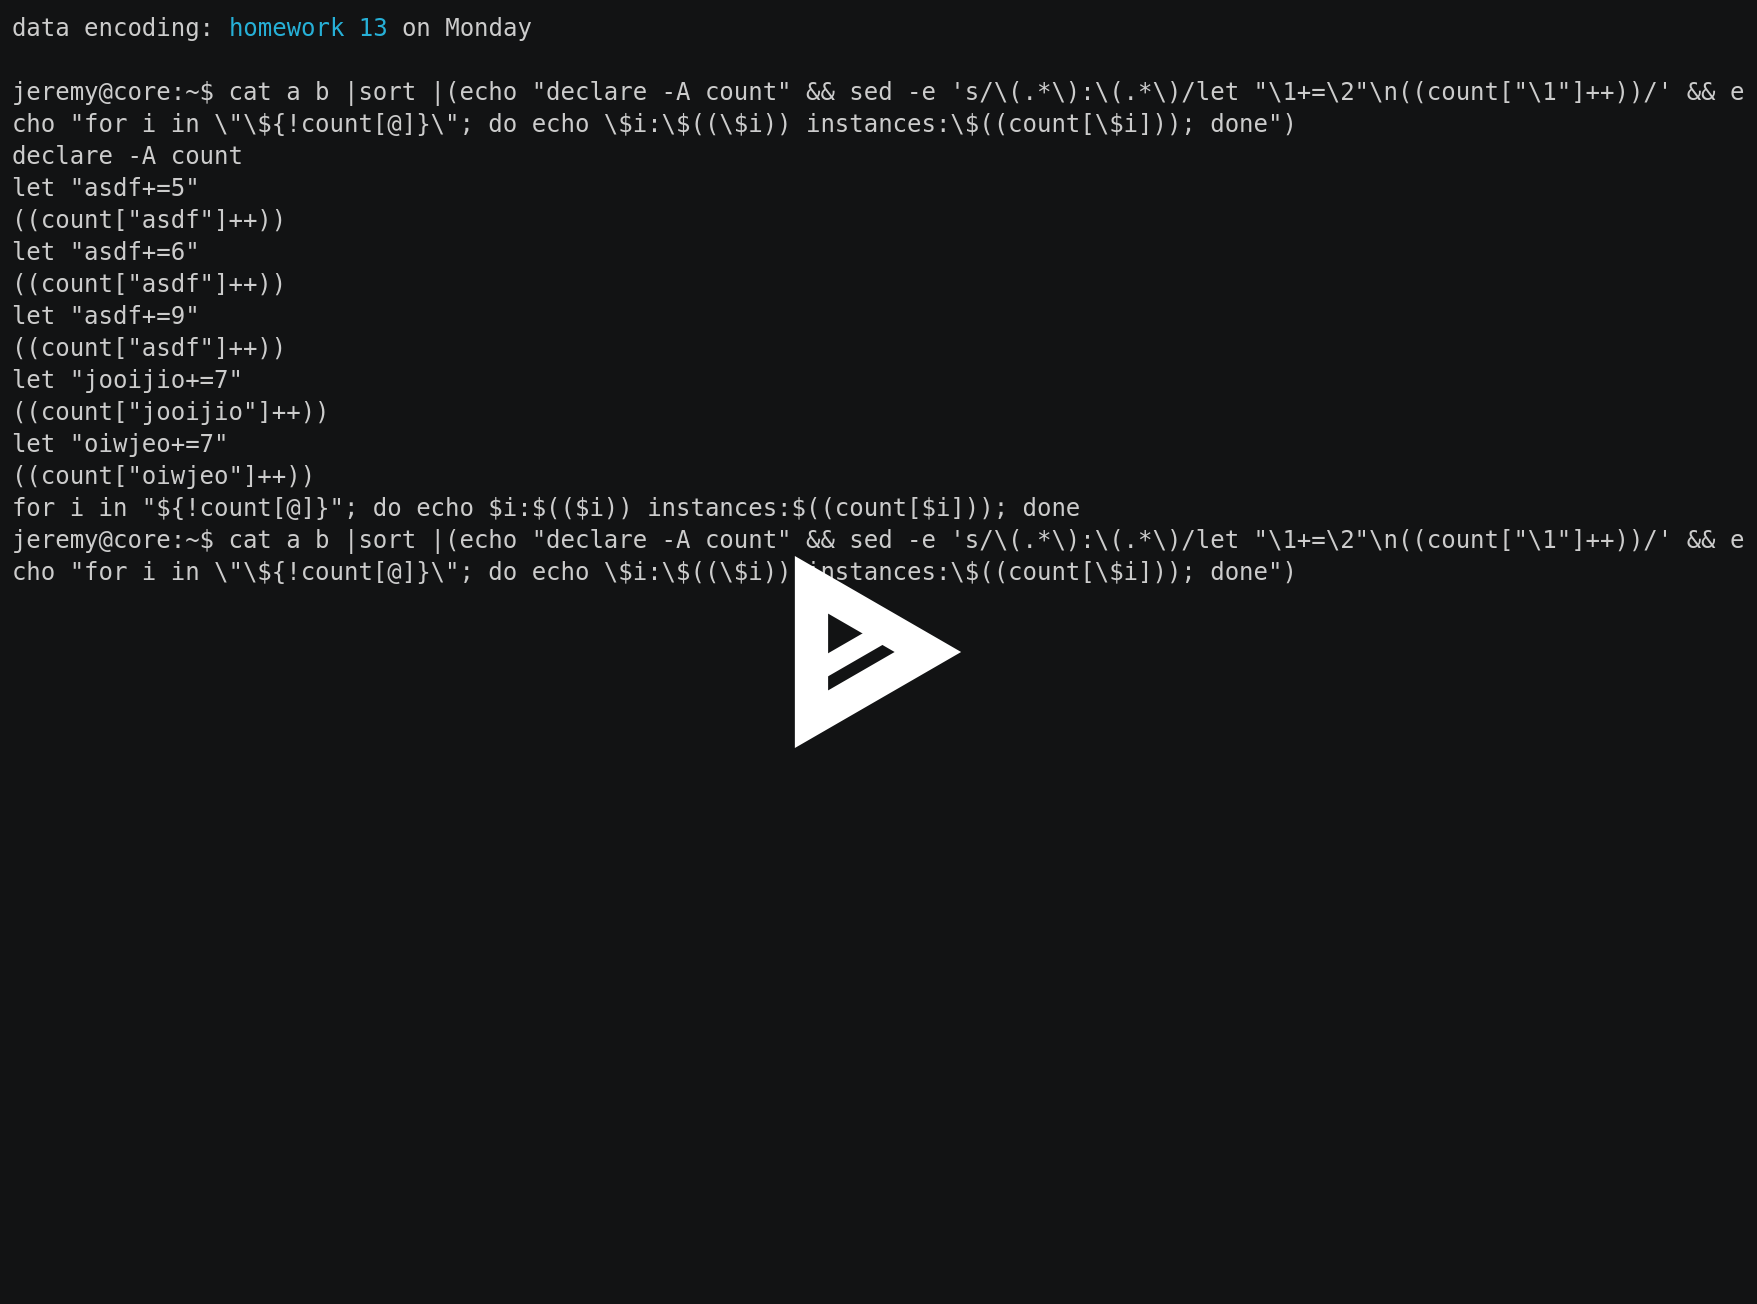 data encoding: homework 13 on Monday
jeremy@core:~$ cat a b |sort |(echo "declare -A count" && sed -e 's/\(.*\):\(.*\)/let "\1+=\2"\n((count["\1"]++))/' && e
cho "for i in \"\${!count[@]}\"; do echo \$i:\$((\$i)) instances:\$((count[\$i])); done")
declare -A count
let "asdf+=5"
((count["asdf"]++))
let "asdf+=6"
((count["asdf"]++))
let "asdf+=9"
((count["asdf"]++))
let "jooijio+=7"
((count["jooijio"]++))
let "oiwjeo+=7"
((count["oiwjeo"]++))
for i in "${!count[@]}"; do echo $i:$(($i)) instances:$((count[$i])); done
jeremy@core:~$ cat a b |sort |(echo "declare -A count" && sed -e 's/\(.*\):\(.*\)/let "\1+=\2"\n((count["\1"]++))/' && e
cho "for i in \"\${!count[@]}\"; do echo \$i:\$((\$i)) instances:\$((count[\$i])); done")